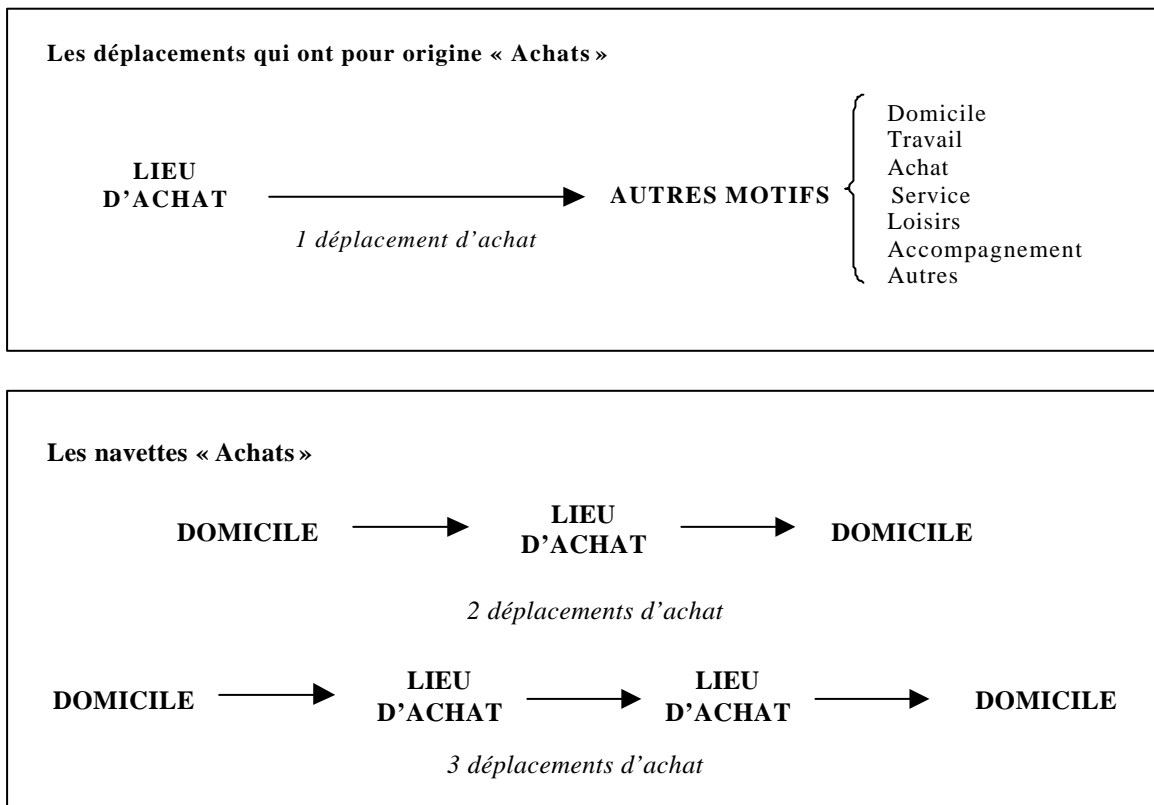 Les déplacements qui ont pour origine « Achats »
LIEU
D’ACHAT
1 déplacement d’achat
AUTRES MOTIFS
Domicile
Travail
Achat
Service
Loisirs
Accompagnement
Autres
Les navettes « Achats »
DOMICILE
LIEU
D’ACHAT
DOMICILE
2 déplacements d’achat
DOMICILE
LIEU
D’ACHAT
LIEU
D’ACHAT
DOMICILE
3 déplacements d’achat